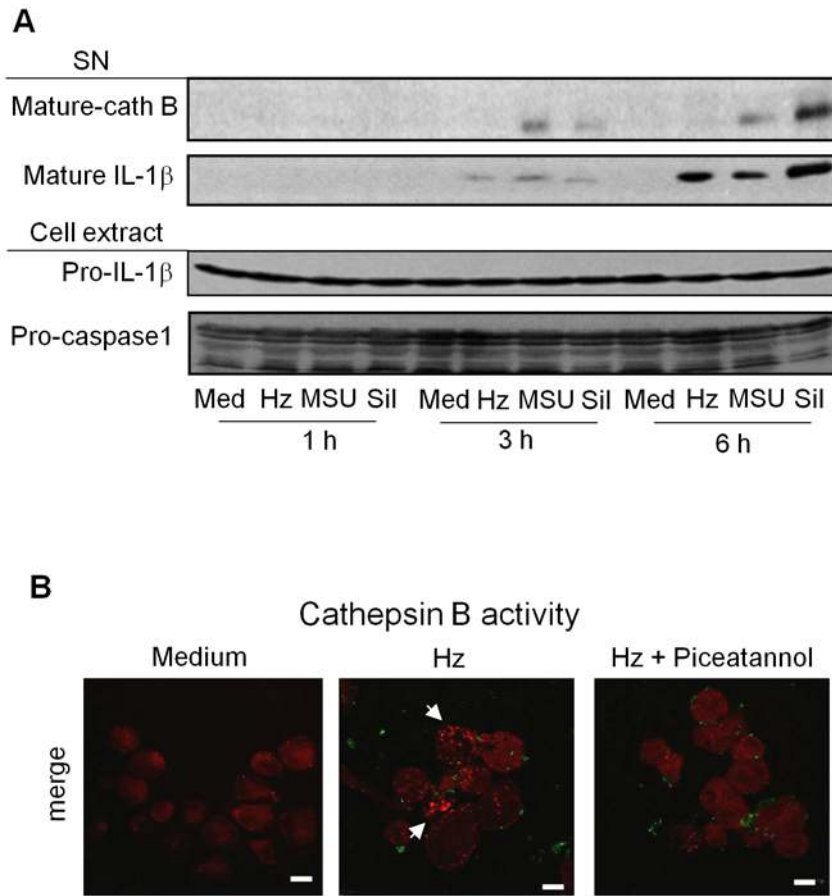 A
SN
Mature-cath B
Mature IL-1β
Cell extract
Pro-IL-1β
Pro-caspase1
Med Hz MSU Sil Med Hz MSU Sil Med Hz MSU Sil
1 h 3 h 6 h
B
Cathepsin B activity
Medium Hz Hz + Piceatannol
merge